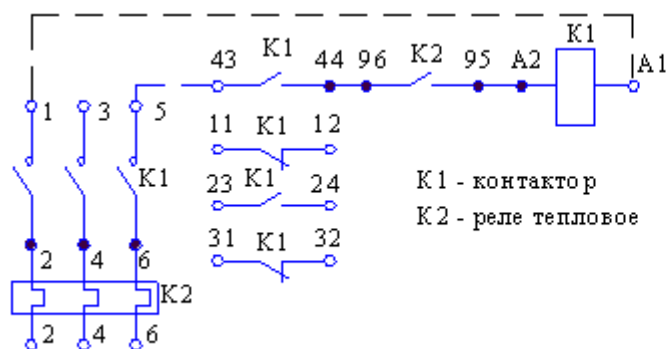 K1
43 K1 44 96 K2 95 A2 A1
1 3 5
11 K1 12
K1
23 K1 24
K1 - контактор
K2 - реле тепловое
31 K1 32
2 4 6
K2
2 4 6